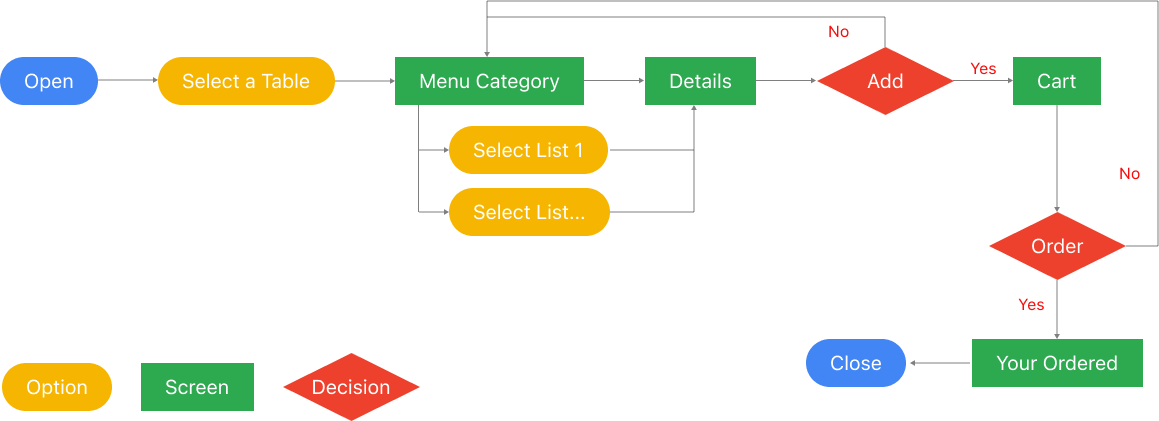 No
Open
Select a Table
Menu Category
Details
Add
Yes
Cart
Select List 1
No
Select List...
Order
Yes
Close
Your Ordered
Option
Screen
Decision